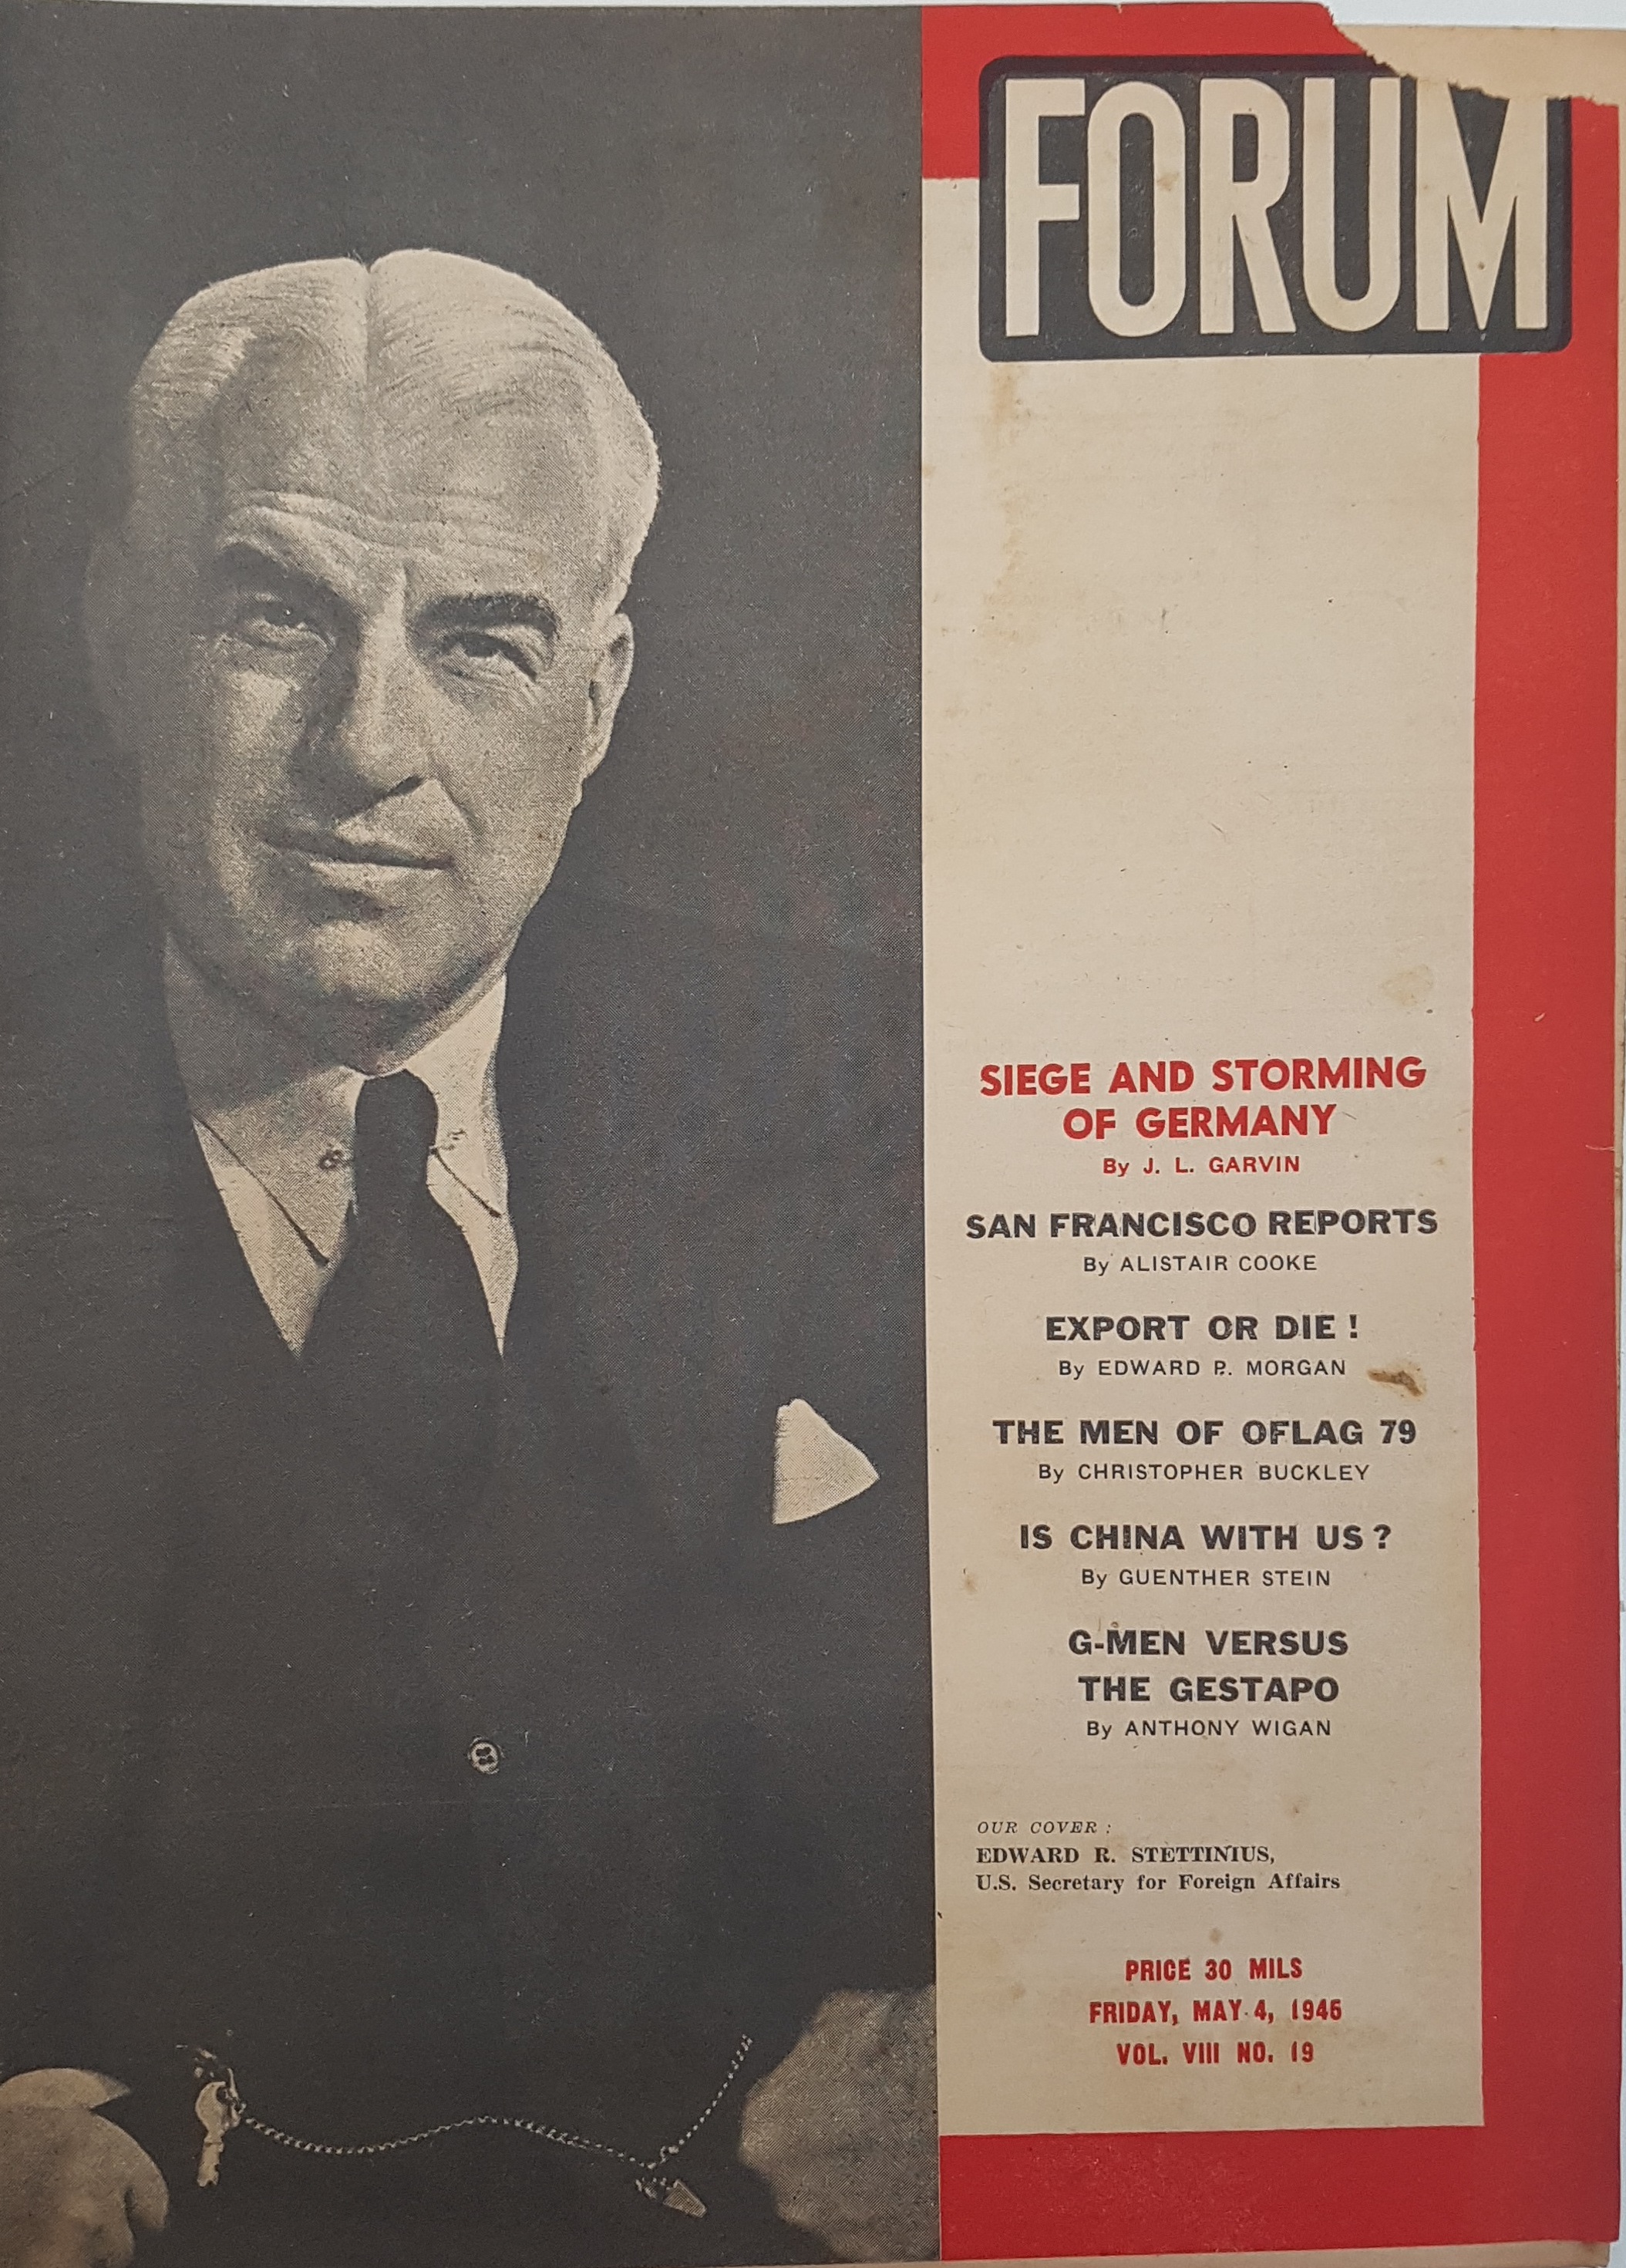 FORUM
SIEGE AND STORMING
OF GERMANY
By J. L. GARVIN
SAN FRANCISCO REPORTS
By ALISTAIR COOKE
EXPORT OR DIE !
By EDWARD P. MORGAN
THE MEN OF OFLAG 79
By CHRISTOPHER BUCKLEY
IS CHINA WITH US ?
By GUENTHER STEIN
G-MEN VERSUS
THE GESTAPO
By ANTHONY WIGAN
OUR COVER :
EDWARD R. STETTINIUS,
U.S. Secretary for Foreign Affairs
PRICE 30 MILS
FRIDAY, MAY 4, 1945
VOL. VIII NO. 19